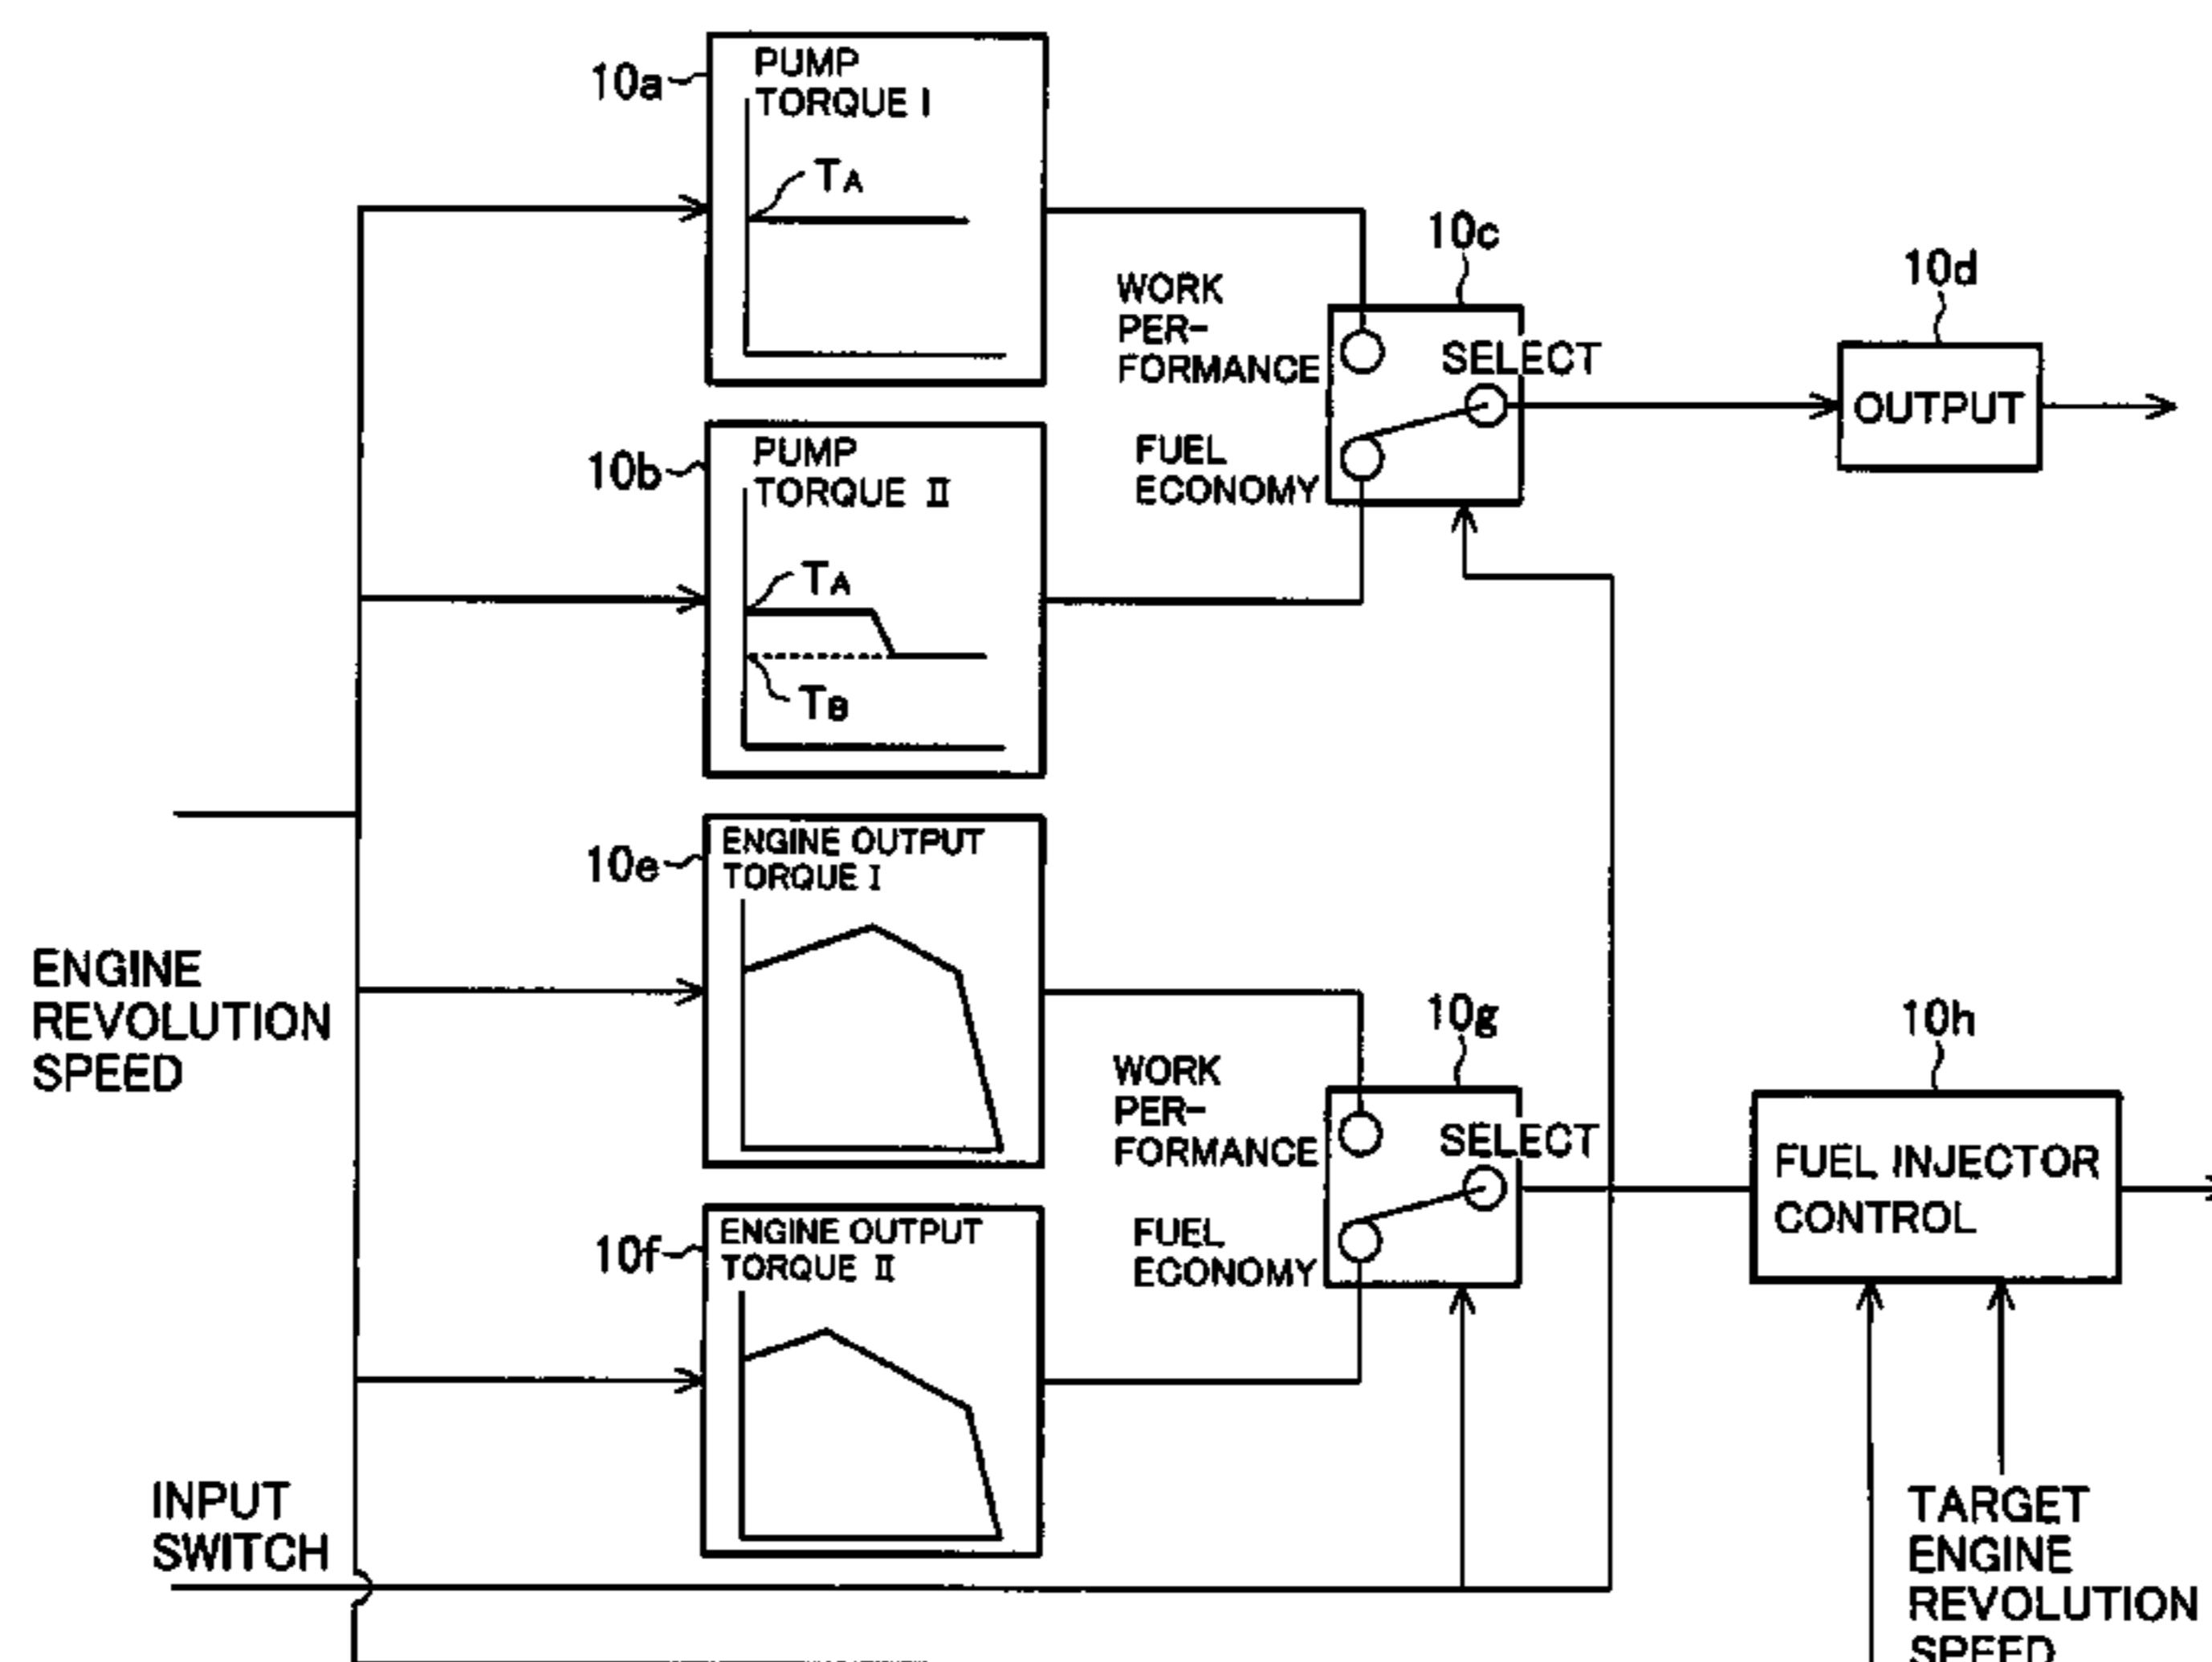 10a
PUMP
TORQUE I
TA
10b
PUMP
TORQUE II
TA
TB
WORK
PER-
FORMANCE
FUEL
ECONOMY
10c
SELECT
10d
OUTPUT
ENGINE
REVOLUTION
SPEED
10e
ENGINE OUTPUT
TORQUE I
10f
ENGINE OUTPUT
TORQUE II
WORK
PER-
FORMANCE
FUEL
ECONOMY
10g
SELECT
10h
FUEL INJECTOR
CONTROL
INPUT
SWITCH
TARGET
ENGINE
REVOLUTION
SPEED